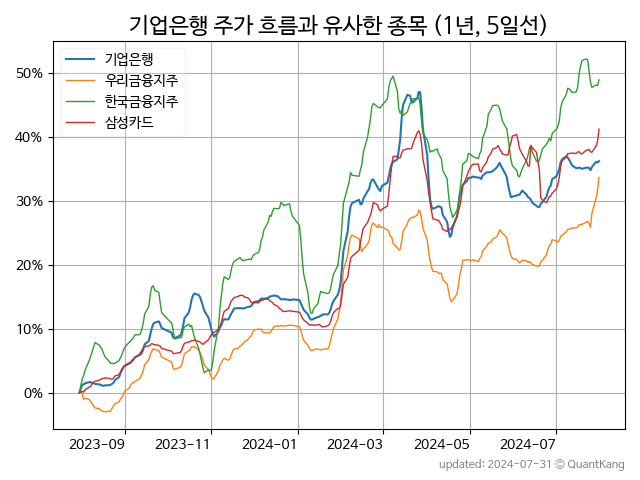 기업은행 주가 흐름과 유사한 종목 (1년, 5일선)
기업은행
우리금융지주
한국금융지주
삼성카드
50%
40%
30%
20%
10%
0%
2023-09 2023-11 2024-01 2024-03 2024-05 2024-07
updated: 2024-07-31 © QuantKang